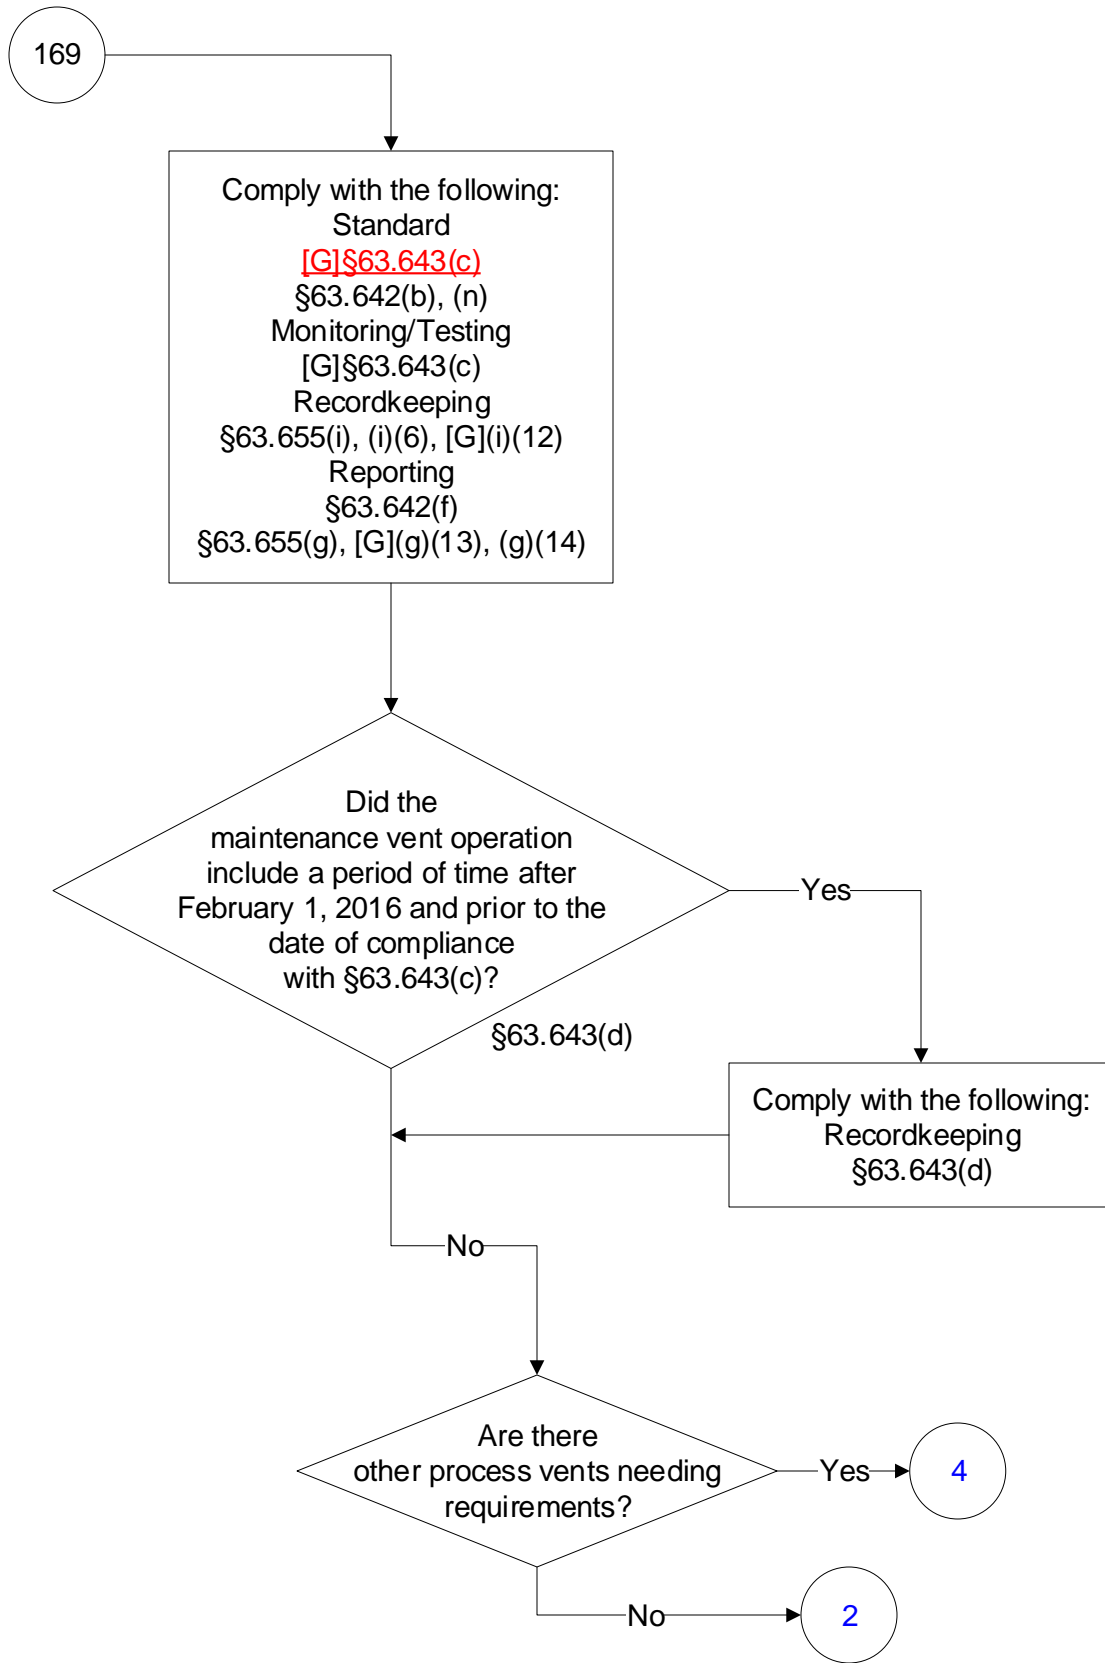 169
Comply with the following:
Standard
[G]§63.643(c)
§63.642(b), (n)
Monitoring/Testing
[G]§63.643(c)
Recordkeeping
§63.655(i), (i)(6), [G](i)(12)
Reporting
§63.642(f)
§63.655(g), [G](g)(13), (g)(14)
Did the
maintenance vent operation
include a period of time after
February 1, 2016 and prior to the
date of compliance
with §63.643(c)?
Yes
§63.643(d)
Comply with the following:
Recordkeeping
§63.643(d)
No
Are there
other process vents needing
requirements?
Yes
4
No
2